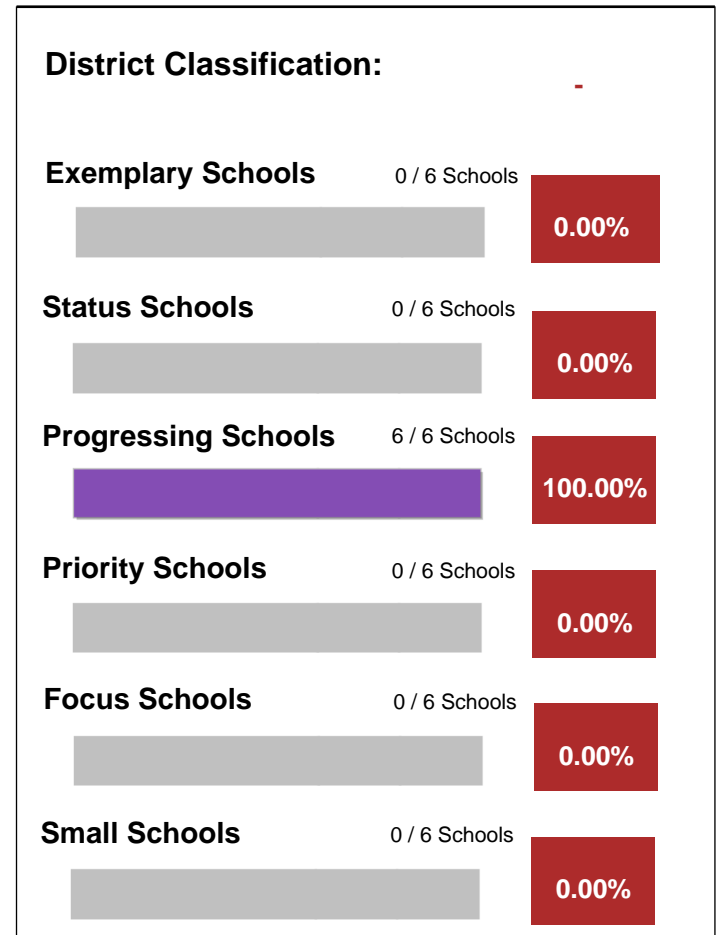 District Classification: -
Exemplary Schools 0 / 6 Schools
0.00%
Status Schools 0 / 6 Schools
0.00%
Progressing Schools 6 / 6 Schools
100.00%
Priority Schools 0 / 6 Schools
0.00%
Focus Schools 0 / 6 Schools
0.00%
Small Schools 0 / 6 Schools
0.00%